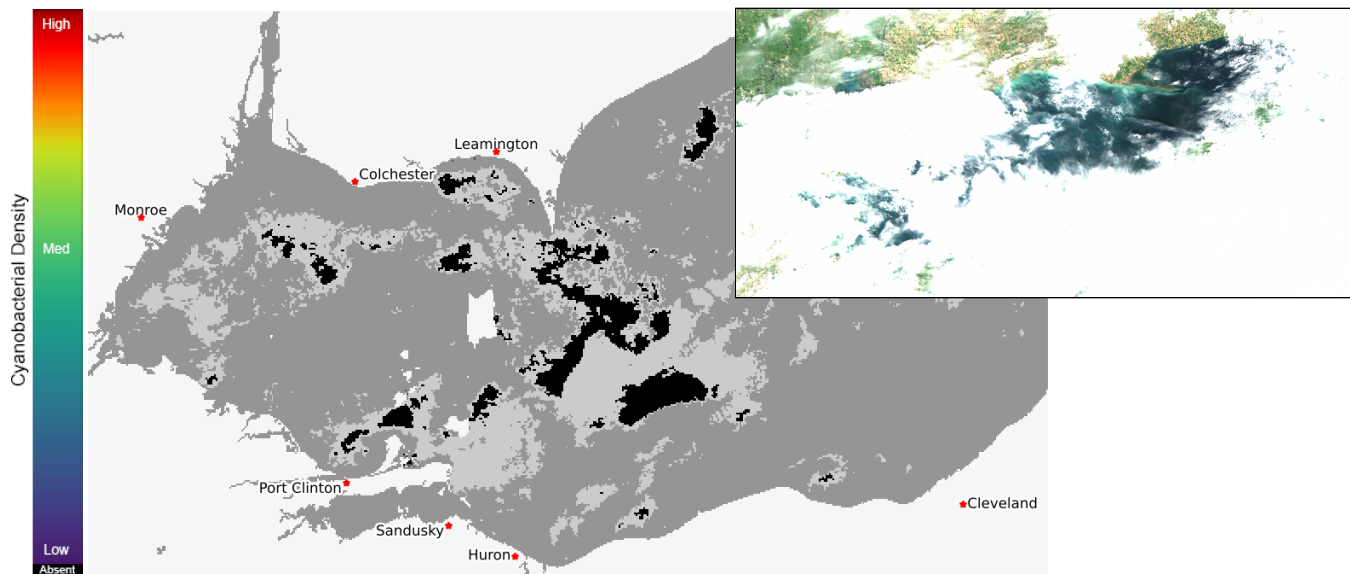 High
Cyanobacterial Density
Med
Low
Absent
Leamington
Colchester
Monroe
Port Clinton
Sandusky
Huron
Cleveland